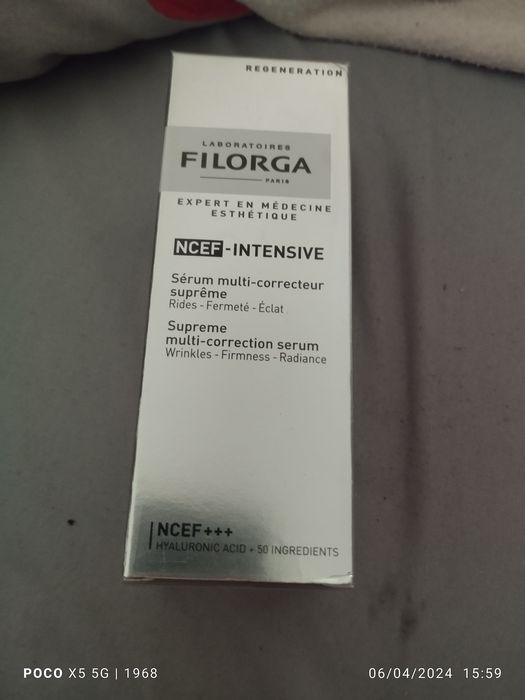 REGENERATION
LABORATOIRES
FILORGA
PARIS
EXPERT EN MÉDECINE
ESTHÉTIQUE
NCEF-INTENSIVE
Sérum multi-correcteur
suprême
Rides - Fermeté - Éclat
Supreme
multi-correction serum
Wrinkles - Firmness - Radiance
NCEF+++
HYALURONIC ACID + 50 INGREDIENTS
POCO X5 5G | 1968
06/04/2024 15:59